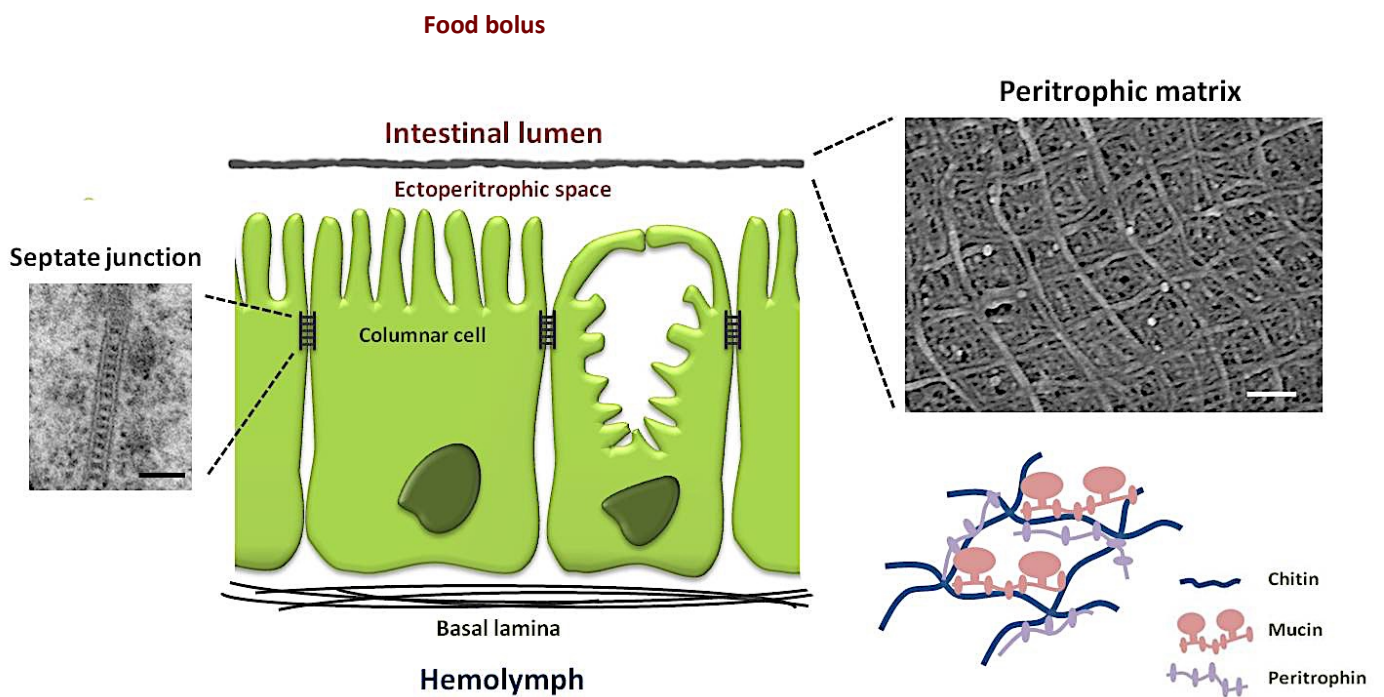 Food bolus
Peritrophic matrix
Intestinal lumen
Ectoperitrophic space
Septate junction
Columnar cell
Basal lamina
Hemolymph
Chitin
Mucin
Peritrophin